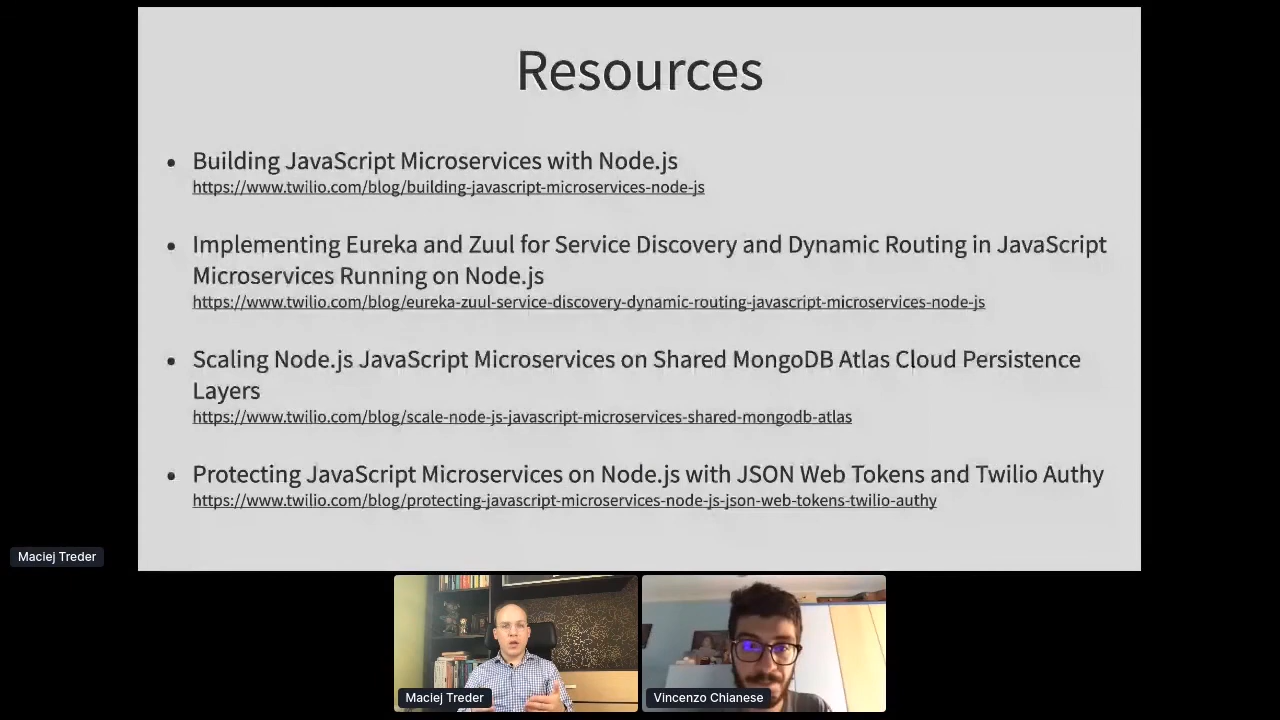 Resources
• Building JavaScript Microservices with Node.js
https://www.twilio.com/blog/building-javascript-microservices-node-js
• Implementing Eureka and Zuul for Service Discovery and Dynamic Routing in JavaScript
Microservices Running on Node.js
https://www.twilio.com/blog/eureka-zuul-service-discovery-dynamic-routing-javascript-microservices-node-js
• Scaling Node.js JavaScript Microservices on Shared MongoDB Atlas Cloud Persistence
Layers
https://www.twilio.com/blog/scale-node-js-javascript-microservices-shared-mongodb-atlas
• Protecting JavaScript Microservices on Node.js with JSON Web Tokens and Twilio Authy
https://www.twilio.com/blog/protecting-javascript-microservices-node-js-json-web-tokens-twilio-authy
Maciej Treder
Maciej Treder
Vincenzo Chianese